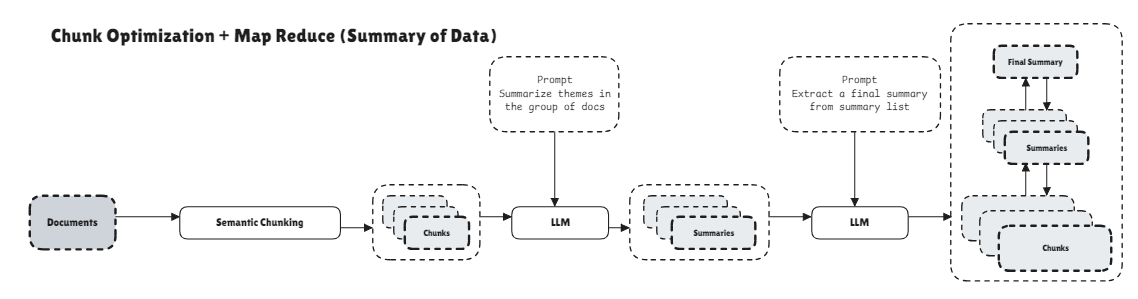 Chunk Optimization + Map Reduce (Summary of Data)
Prompt
Summarize themes in
the group of docs
Prompt
Extract a final summary
from summary list
Final Summary
Summaries
Documents
Semantic Chunking
Chunks
LLM
Summaries
LLM
Chunks